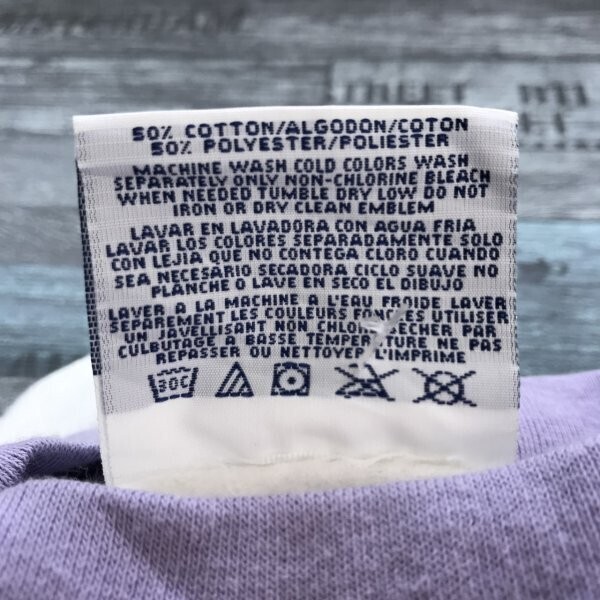 50% COTTON/ALGODON/COTON
50% POLYESTER/POLIESTER
MACHINE WASH COLD COLORS WASH
SEPARATELY ONLY NON-CHLORINE BLEACH
WHEN NEEDED TUMBLE DRY LOW DO NOT
IRON OR DRY CLEAN EMBLEM
LAVAR EN LAVADORA CON AGUA FRIA
LAVAR LOS COLORES SEPARADAMENTE SOLO
CON LEJIA QUE NO CONTEGA CLORO CUANDO
SEA NECESARIO SECADORA CICLO SUAVE NO
PLANCHE O LAVE EN SECO EL DIBUJO
LAVER A LA MACHINE A L'EAU FROIDE LAVER
SEPAREMENT LES COULEURS FONCES UTILISER
UN JAVELLISANT NON CHLOR SECHER PAR
CULBUTAGE A BASSE TEMPERATURE NE PAS
REPASSER OU NETTOYER L'IMPRIME
30C
STREET